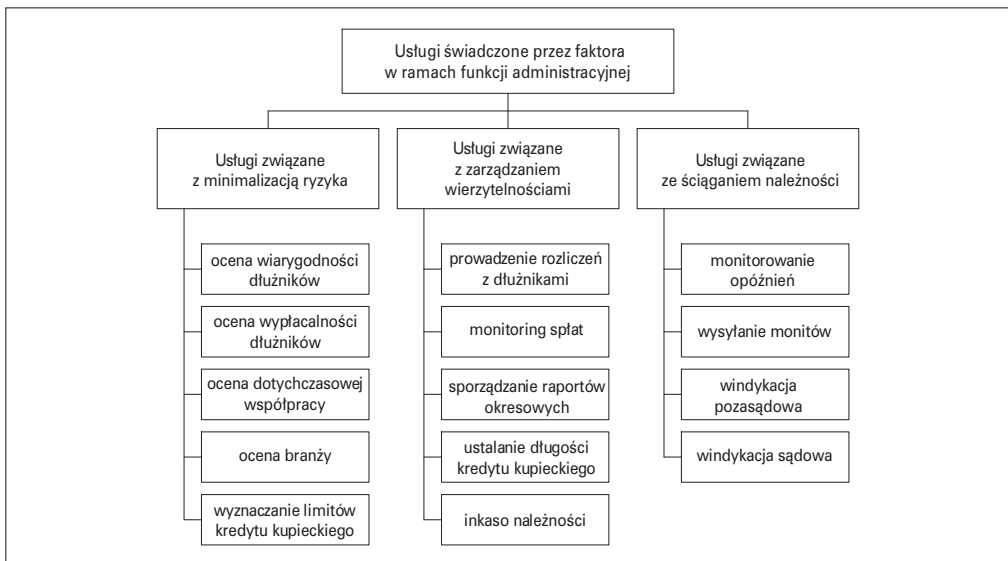 Usługi świadczone przez faktora
w ramach funkcji administracyjnej
Usługi związane
z minimalizacją ryzyka
Usługi związane
z zarządzaniem
wierzytelnościami
Usługi związane
ze ściąganiem należności
ocena wiarygodności
dłużników
ocena wypłacalności
dłużników
ocena dotychczasowej
współpracy
ocena branży
wyznaczanie limitów
kredytu kupieckiego
prowadzenie rozliczeń
z dłużnikami
monitoring spłat
sporządzanie raportów
okresowych
ustalanie długości
kredytu kupieckiego
inkaso należności
monitorowanie
opóźnień
wysyłanie monitów
windykacja
pozasądowa
windykacja sądowa